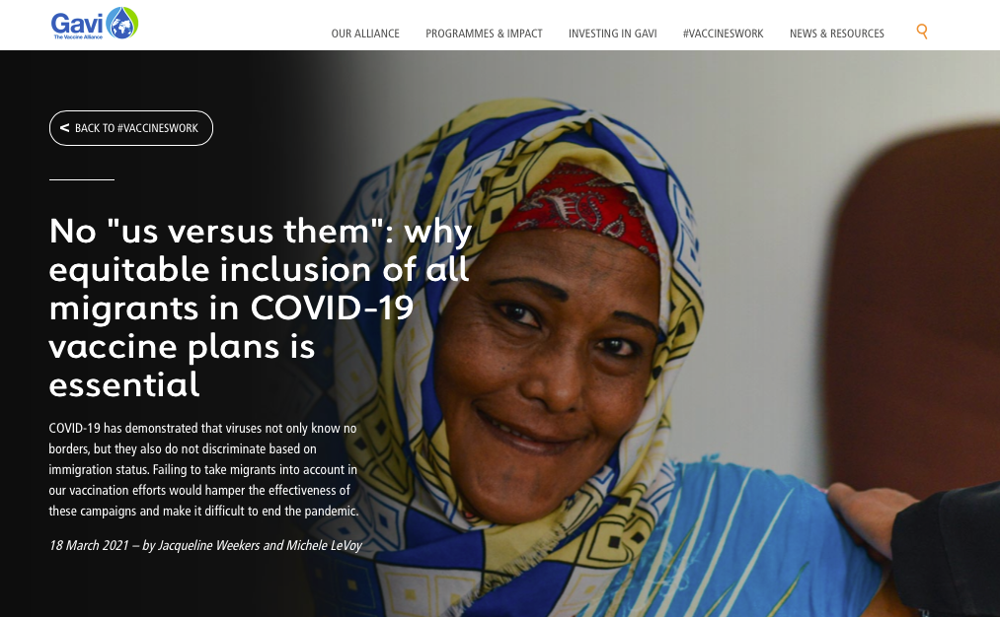 Gavi
The Vaccine Alliance
OUR ALLIANCE PROGRAMMES & IMPACT INVESTING IN GAVI #VACCINESWORK NEWS & RESOURCES
< BACK TO #VACCINESWORK
No "us versus them": why
equitable inclusion of all
migrants in COVID-19
vaccine plans is
essential
COVID-19 has demonstrated that viruses not only know no
borders, but they also do not discriminate based on
immigration status. Failing to take migrants into account in
our vaccination efforts would hamper the effectiveness of
these campaigns and make it difficult to end the pandemic.
18 March 2021 – by Jacqueline Weekers and Michele LeVoy